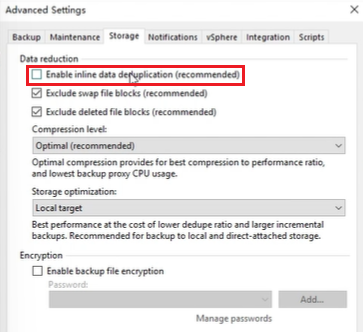 Advanced Settings
Backup Maintenance Storage Notifications vSphere Integration Scripts
Data reduction
Enable inline data deduplication (recommended)
Exclude swap file blocks (recommended)
Exclude deleted file blocks (recommended)
Compression level:
Optimal (recommended)
Optimal compression provides for best compression to performance ratio,
and lowest backup proxy CPU usage.
Storage optimization:
Local target
Best performance at the cost of lower dedupe ratio and larger incremental
backups. Recommended for backup to local and direct-attached storage.
Encryption
Enable backup file encryption
Password:
Add...
Manage passwords